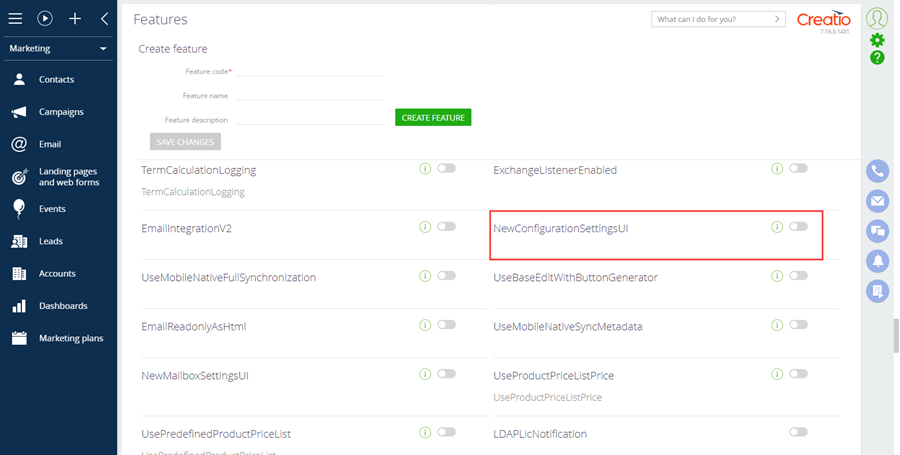 Marketing
Contacts
Campaigns
Email
Landing pages
and web forms
Events
Leads
Accounts
Dashboards
Marketing plans
Features
What can I do for you?
Creatio
7.16.3.1431
Create feature
Feature code*
Feature name
Feature description
CREATE FEATURE
SAVE CHANGES
TermCalculationLogging
TermCalculationLogging
ExchangeListenerEnabled
EmailIntegrationV2
NewConfigurationSettingsUI
UseMobileNativeFullSynchronization
UseBaseEditWithButtonGenerator
EmailReadonlyAsHtml
UseMobileNativeSyncMetadata
NewMailboxSettingsUI
UseProductPriceListPrice
UseProductPriceListPrice
UsePredefinedProductPriceList
LDAPLicNotification
UsePredefinedProductPriceList